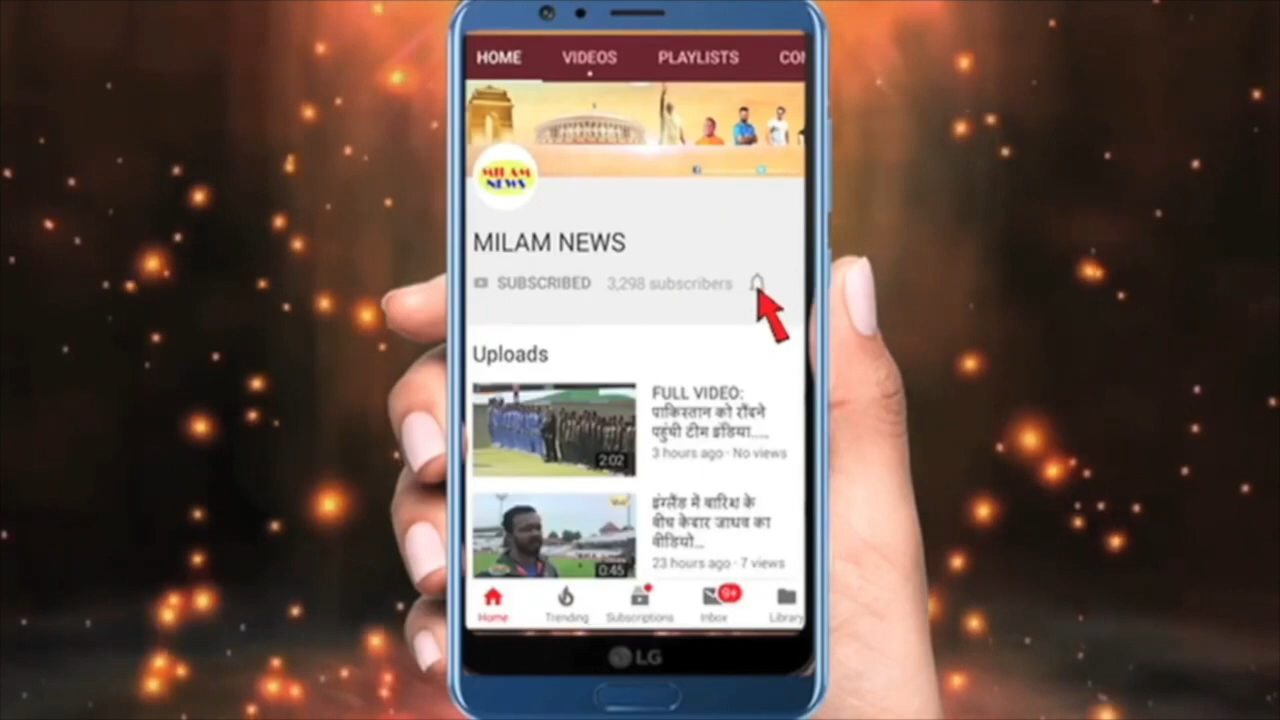 HOME VIDEOS PLAYLISTS CO
MILAM
NEWS
MILAM NEWS
SUBSCRIBED 3,298 subscribers
Uploads
FULL VIDEO:
पाकिस्तान को रौंदने
पहुंची टीम इंडिया....
3 hours ago · No views
2:02
इंग्लैंड में बारिश के
बीच केदार जाधव का
वीडियो...
23 hours ago · 7 views
0:45
Home Trending Subscriptions Inbox 9+ Library
LG